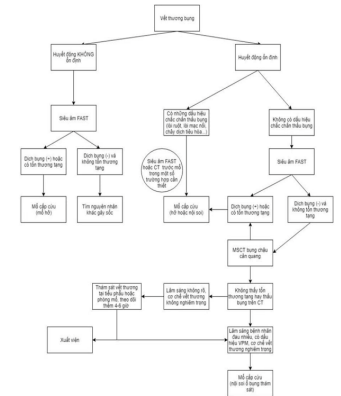 Vết thương bụng
Huyết động KHÔNG
ổn định
Huyết động ổn định
Siêu âm FAST
Có những dấu hiệu
chắc chắn thấu bụng
(lòi ruột, lòi mạc nối,
chảy dịch tiêu hóa...)
Không có dấu hiệu
chắc chắn thấu bụng
Siêu âm FAST
hoặc CT trước mổ
trong một số
trường hợp cần
thiết
Siêu âm FAST
Dịch bụng (+) hoặc
có tổn thương tạng
Dịch bụng (-) và
không tổn thương
tạng
Mổ cấp cứu
(mổ hở)
Tìm nguyên nhân
khác gây sốc
Mổ cấp cứu
(hở hoặc nội soi)
Dịch bụng (+) hoặc
có tổn thương tạng
Dịch bụng (-) và
không tổn thương
tạng
MSCT bụng chậu
cản quang
Thám sát vết thương
tại tiểu phẫu hoặc
phòng mổ, theo dõi
thêm 4-6 giờ
Lâm sàng không rõ,
cơ chế vết thương
không nghiêm trọng
Không thấy tổn
thương tạng hay thấu
bụng trên CT
Xuất viện
Lâm sàng bệnh nhân
đau nhiều, có dấu
hiệu VPM, cơ chế vết
thương nghiêm trọng
Mổ cấp cứu
(nội soi ổ bụng thám
sát)